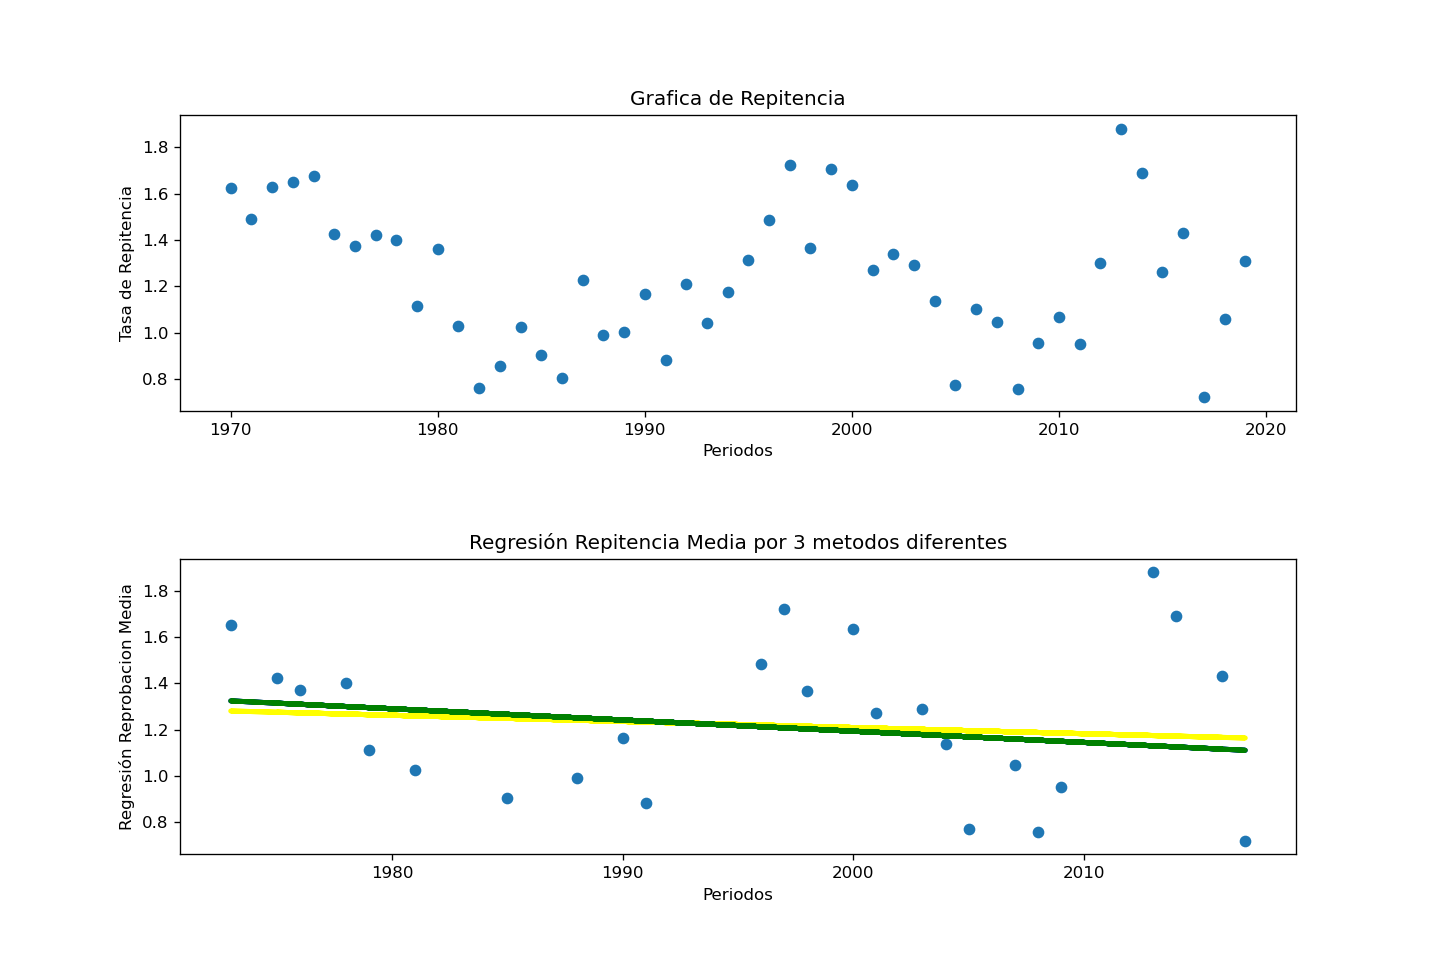 Grafica de Repitencia
Tasa de Repitencia
1.8
1.6
1.4
1.2
1.0
0.8
1970 1980 1990 2000 2010 2020
Periodos
Regresión Repitencia Media por 3 metodos diferentes
Regresión Reprobacion Media
1.8
1.6
1.4
1.2
1.0
0.8
1980 1990 2000 2010
Periodos